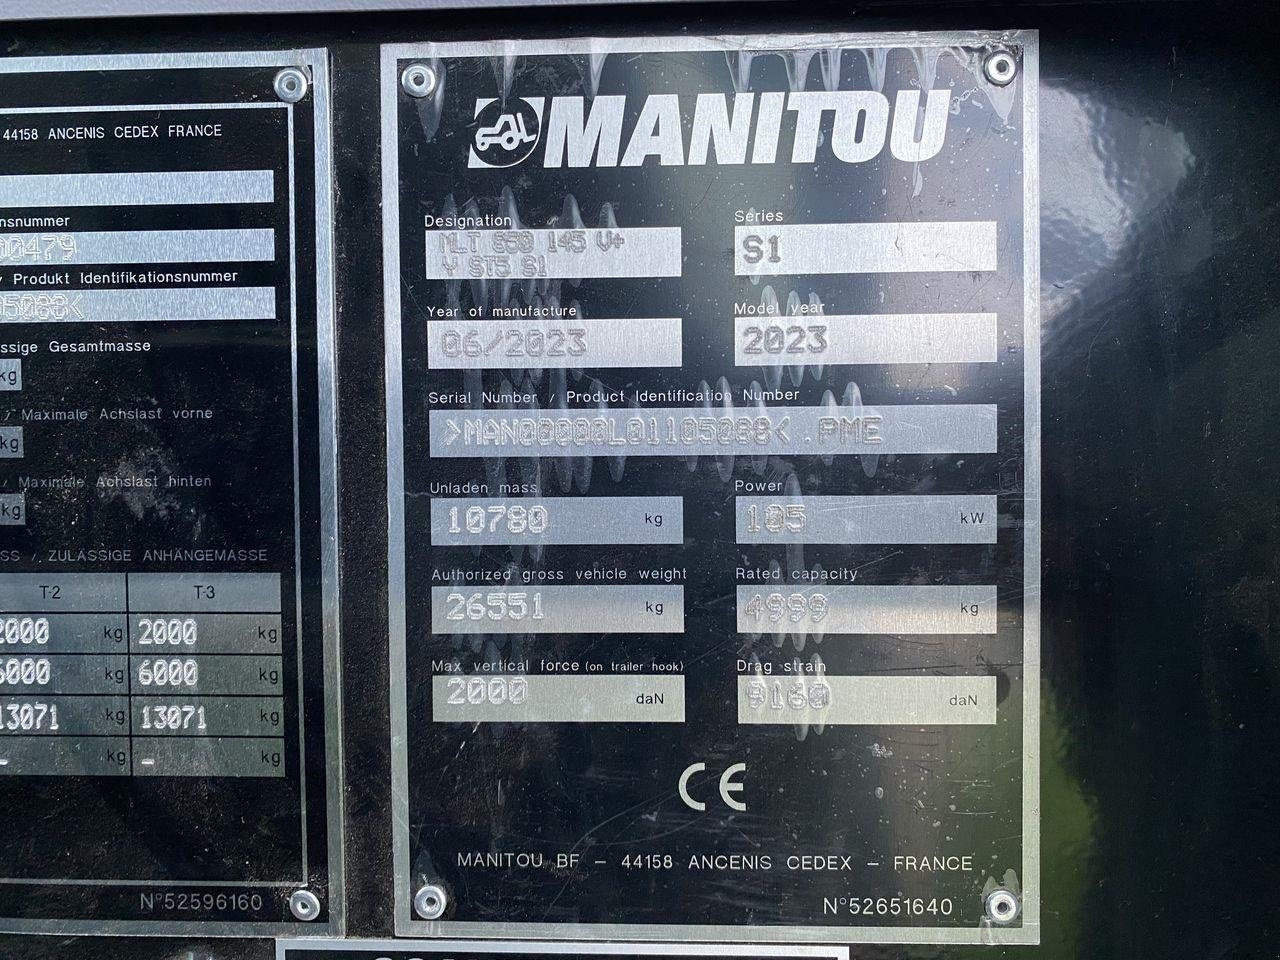 44158 ANCENIS CEDEX FRANCE
nsnummer
00479
/ Produkt Identifikationsnummer
05088<
ssige Gesamtmasse
kg
/ Maximale Achslast vorne
kg
/ Maximale Achslast hinten
kg
SS / ZULÄSSIGE ANHÄNGEMASSE
T-2 T-3
2000 kg 2000 kg
6000 kg 6000 kg
13071 kg 13071 kg
- kg - kg
N°52596160
MANITOU
Designation Series
MLT 850 145 V+
Y ST5 S1
S1
Year of manufacture Model year
06/2023 2023
Serial Number / Product Identification Number
>MAN00000L01105088< .PME
Unladen mass Power
10780 kg 105 kW
Authorized gross vehicle weight Rated capacity
26551 kg 4999 kg
Max vertical force (on trailer hook) Drag strain
2000 daN 9160 daN
CE
MANITOU BF - 44158 ANCENIS CEDEX - FRANCE
N°52651640